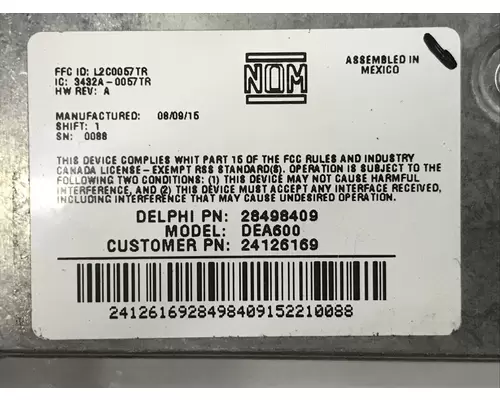 FFC ID: L2C0057TR
IC: 3432A-0057TR
HW REV: A
NOM
ASSEMBLED IN
MEXICO
MANUFACTURED: 08/09/15
SHIFT: 1
SN: 0088
THIS DEVICE COMPLIES WHIT PART 15 OF THE FCC RULES AND INDUSTRY
CANADA LICENSE-EXEMPT RSS STANDARD(S). OPERATION IS SUBJECT TO THE
FOLLOWING TWO CONDITIONS: (1) THIS DEVICE MAY NOT CAUSE HARMFUL
INTERFERENCE, AND (2) THIS DEVICE MUST ACCEPT ANY INTERFACE RECEIVED,
INCLUDING INTERFERENCE THAT MAY CAUSE UNDESIRED OPERATION.
DELPHI PN: 28498409
MODEL: DEA600
CUSTOMER PN: 24126169
2412616928498409152210088